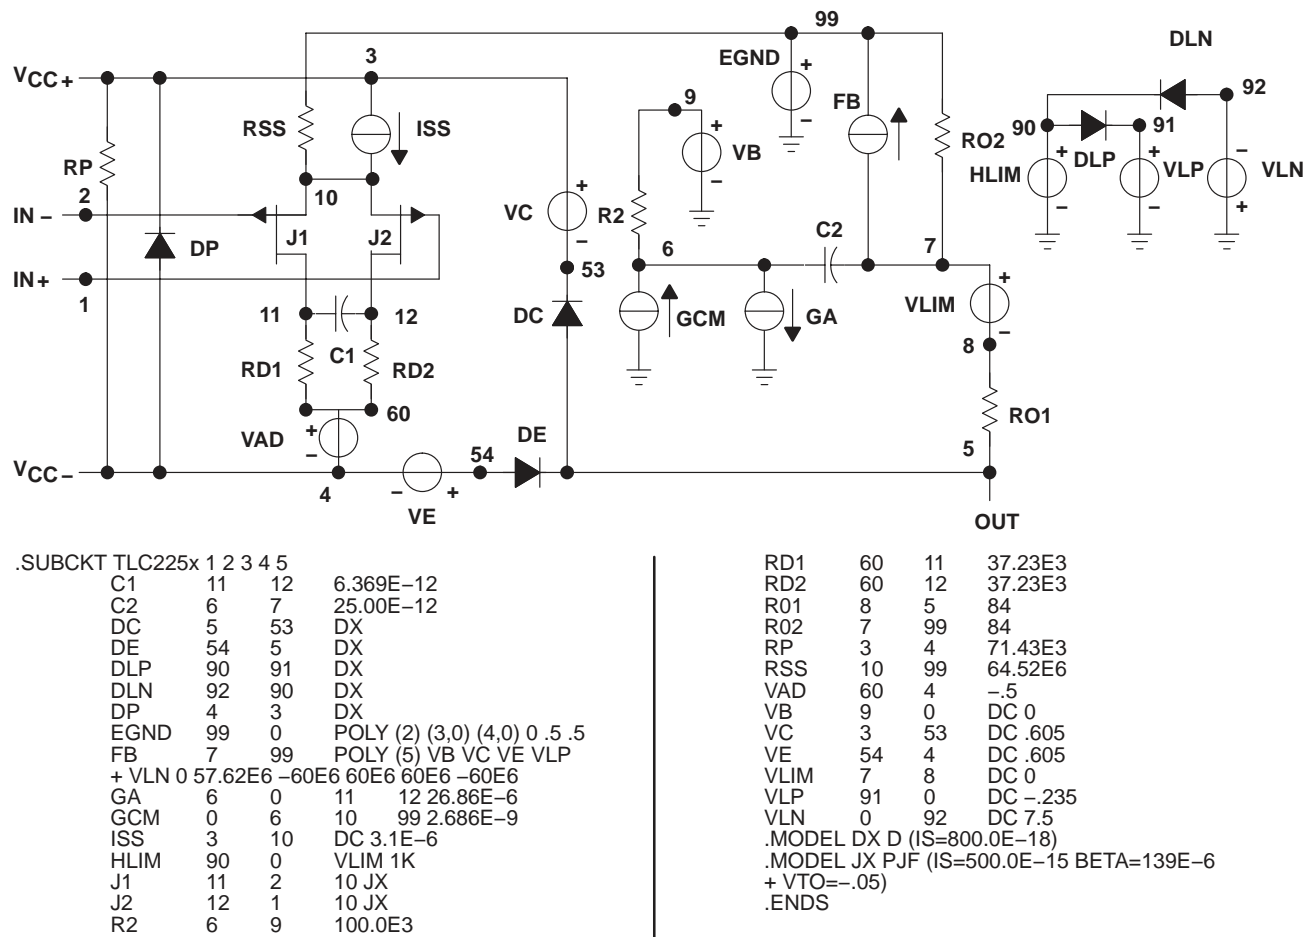 99
DLN
3
VCC+
EGND
+
–
FB
92
9
RSS
ISS
+
–
VB
RO2
90
91
DLP
HLIM
+
–
+
–
VLP
–
+
VLN
RP
2
10
IN –
VC
+
–
R2
C2
J1
J2
DP
6
7
IN+
1
53
+
–
VLIM
11
12
DC
GCM
GA
8
C1
RD1
RD2
RO1
60
VAD
+
–
DE
54
5
VCC–
4
–
+
VE
OUT
.SUBCKT TLC225x 1 2 3 4 5
C1 11 12 6.369E–12
C2 6 7 25.00E–12
DC 5 53 DX
DE 54 5 DX
DLP 90 91 DX
DLN 92 90 DX
DP 4 3 DX
EGND 99 0 POLY (2) (3,0) (4,0) 0 .5 .5
FB 7 99 POLY (5) VB VC VE VLP
+ VLN 0 57.62E6 –60E6 60E6 60E6 –60E6
GA 6 0 11 12 26.86E–6
GCM 0 6 10 99 2.686E–9
ISS 3 10 DC 3.1E–6
HLIM 90 0 VLIM 1K
J1 11 2 10 JX
J2 12 1 10 JX
R2 6 9 100.0E3
RD1 60 11 37.23E3
RD2 60 12 37.23E3
R01 8 5 84
R02 7 99 84
RP 3 4 71.43E3
RSS 10 99 64.52E6
VAD 60 4 –.5
VB 9 0 DC 0
VC 3 53 DC .605
VE 54 4 DC .605
VLIM 7 8 DC 0
VLP 91 0 DC –.235
VLN 0 92 DC 7.5
.MODEL DX D (IS=800.0E–18)
.MODEL JX PJF (IS=500.0E–15 BETA=139E–6
+ VTO=–.05)
.ENDS